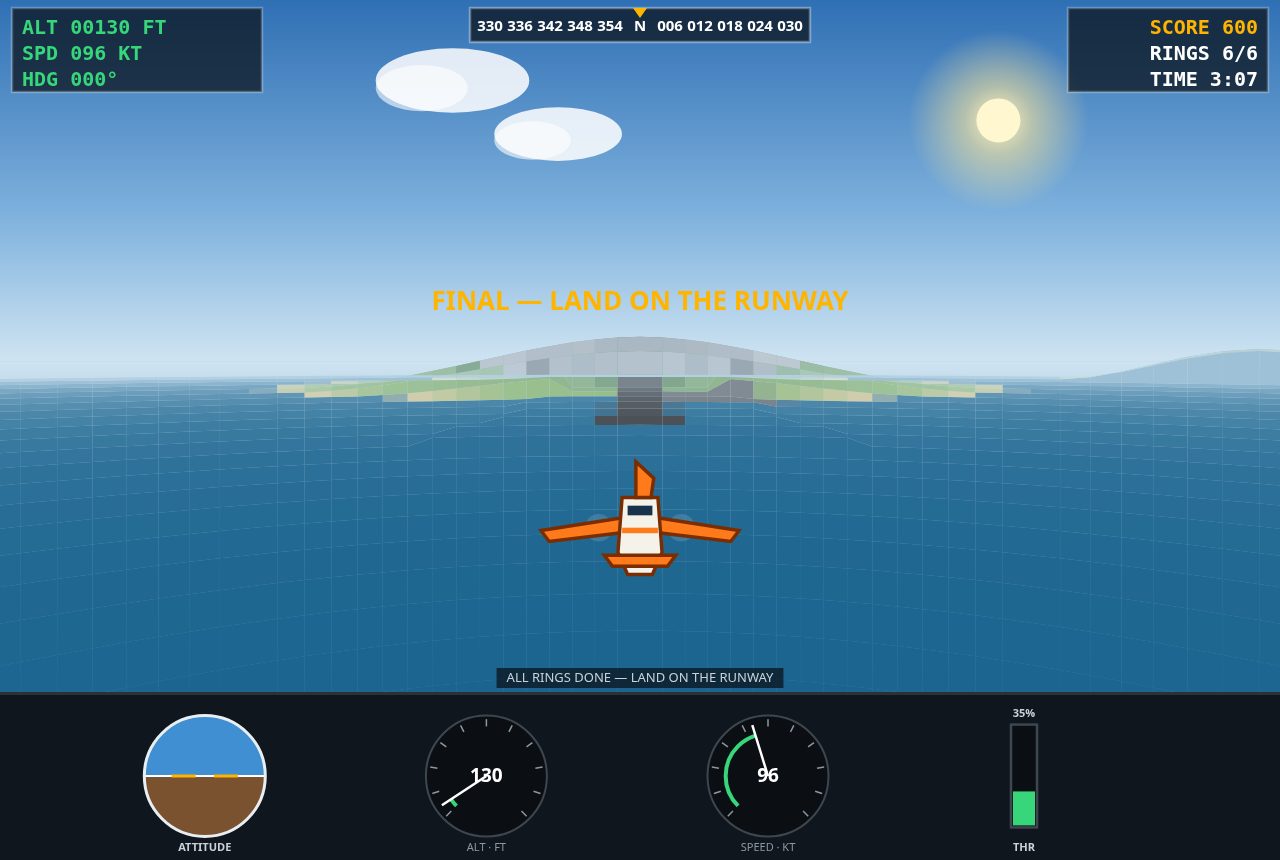 ALT 00130 FT
SPD 096 KT
HDG 000°
330 336 342 348 354 N 006 012 018 024 030
SCORE 600
RINGS 6/6
TIME 3:07
FINAL — LAND ON THE RUNWAY
ALL RINGS DONE — LAND ON THE RUNWAY
130
96
35%
ATTITUDE
ALT · FT
SPEED · KT
THR